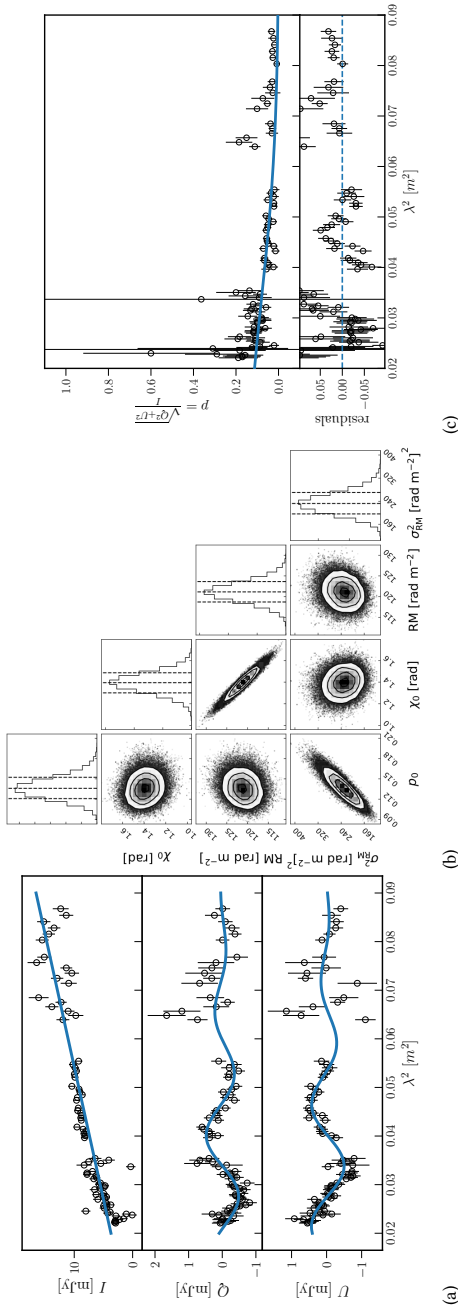 I [mJy]
10
0
Q [mJy]
2
1
0
−1
U [mJy]
1
0
−1
0.02 0.03 0.04 0.05 0.06 0.07 0.08 0.09
λ² [m²]
(a)
χ₀ [rad]
1.6
1.4
1.2
1.0
RM [rad m⁻²]
130
125
120
115
σ²_RM [rad m⁻²]²
400
320
240
160
0.09 0.12 0.15 0.18 0.21
p₀
1.0 1.2 1.4 1.6
χ₀ [rad]
115 120 125 130
RM [rad m⁻²]
160 240 320 400
σ²_RM [rad m⁻²]²
(b)
p = √(Q²+U²)/I
1.0
0.8
0.6
0.4
0.2
0.0
residuals
0.05
0.00
−0.05
0.02 0.03 0.04 0.05 0.06 0.07 0.08 0.09
λ² [m²]
(c)